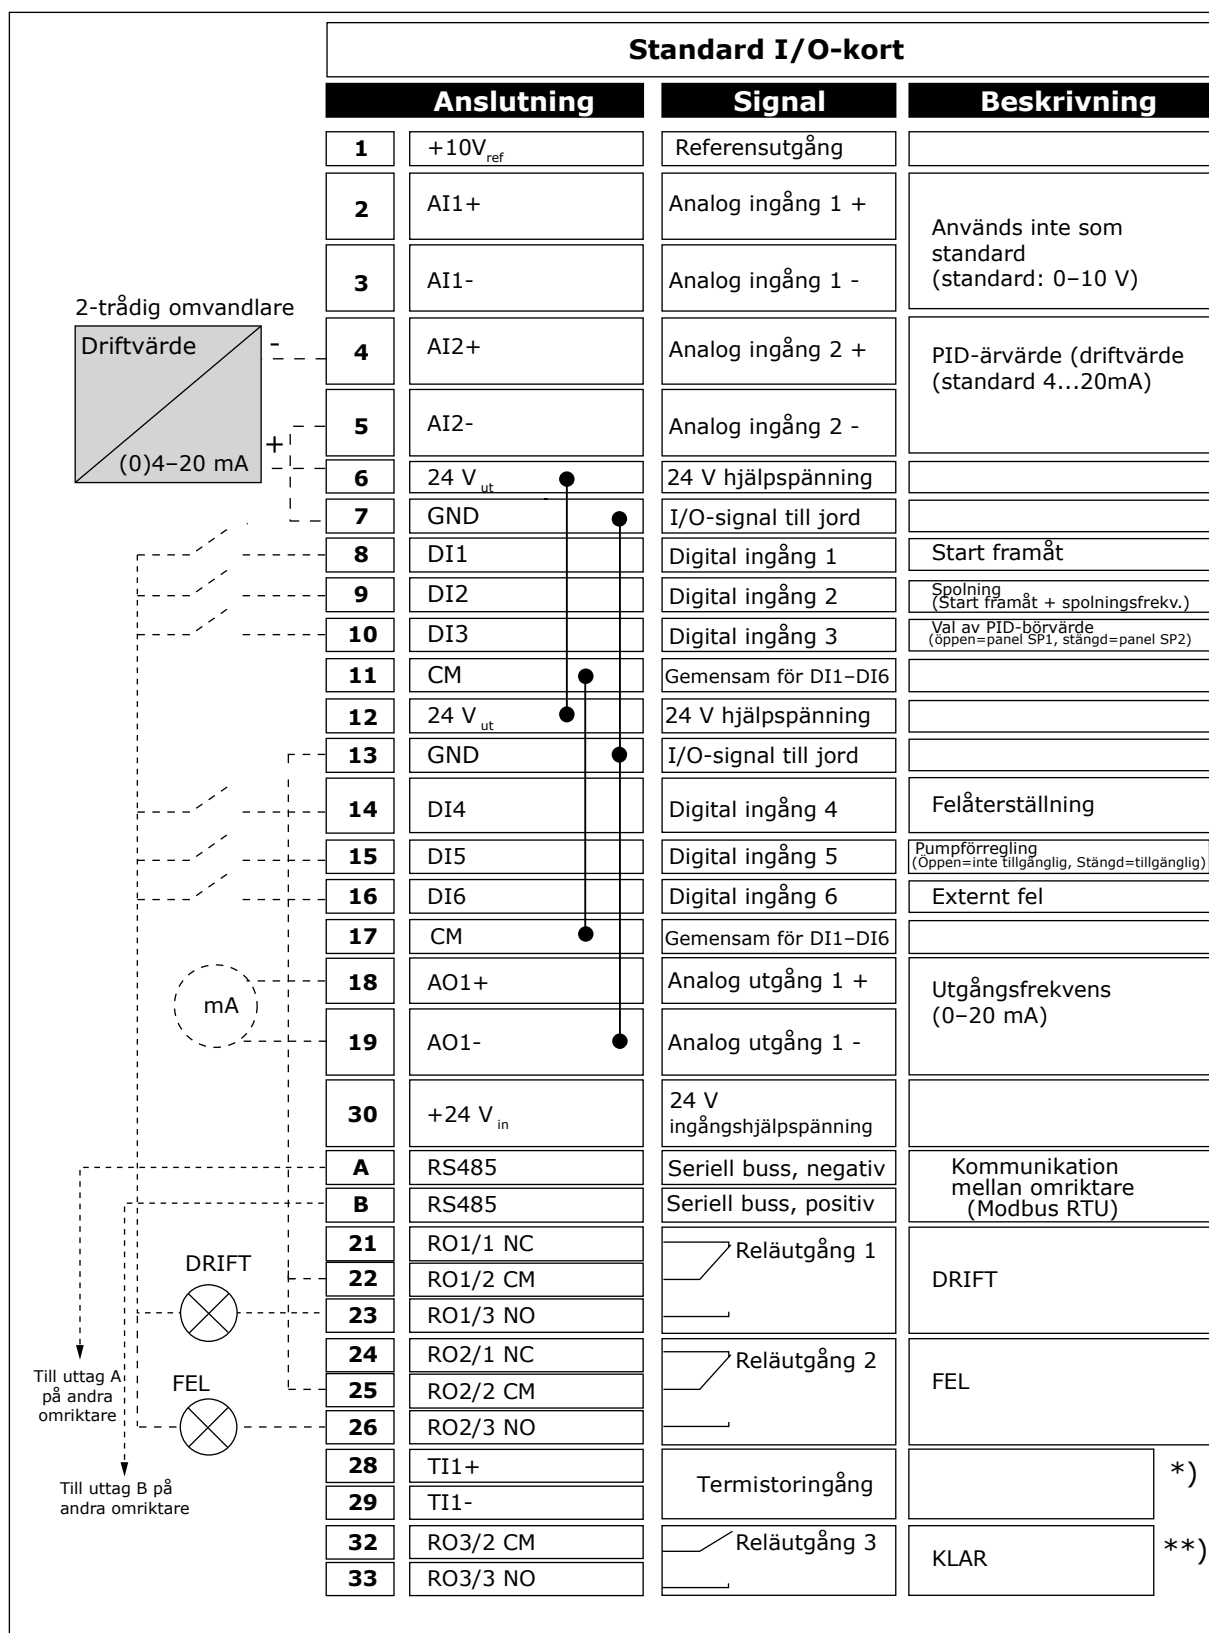 Standard I/O-kort
Anslutning Signal Beskrivning
1 +10Vref Referensutgång
2 AI1+ Analog ingång 1 +
Används inte som
standard
(standard: 0–10 V)
3 AI1- Analog ingång 1 -
2-trådig omvandlare
Driftvärde
-
(0)4–20 mA
+
4 AI2+ Analog ingång 2 +
PID-ärvärde (driftvärde
(standard 4...20mA)
5 AI2- Analog ingång 2 -
6 24 Vut 24 V hjälpspänning
7 GND I/O-signal till jord
8 DI1 Digital ingång 1 Start framåt
9 DI2 Digital ingång 2
Spolning
(Start framåt + spolningsfrekv.)
10 DI3 Digital ingång 3
Val av PID-börvärde
(öppen=panel SP1, stängd=panel SP2)
11 CM Gemensam för DI1–DI6
12 24 Vut 24 V hjälpspänning
13 GND I/O-signal till jord
14 DI4 Digital ingång 4 Felåterställning
15 DI5 Digital ingång 5
Pumpförregling
(Öppen=inte tillgänglig, Stängd=tillgänglig)
16 DI6 Digital ingång 6 Externt fel
17 CM Gemensam för DI1–DI6
mA
18 AO1+ Analog utgång 1 +
Utgångsfrekvens
(0–20 mA)
19 AO1- Analog utgång 1 -
30 +24 Vin
24 V
ingångshjälpspänning
A RS485 Seriell buss, negativ
Kommunikation
mellan omriktare
(Modbus RTU)
B RS485 Seriell buss, positiv
21 RO1/1 NC Reläutgång 1
DRIFT
22 RO1/2 CM DRIFT
23 RO1/3 NO
24 RO2/1 NC Reläutgång 2
Till uttag A
på andra
omriktare
FEL
25 RO2/2 CM FEL
26 RO2/3 NO
28 TI1+ *)
Termistoringång
29 TI1-
Till uttag B på
andra omriktare
32 RO3/2 CM Reläutgång 3
KLAR **)
33 RO3/3 NO